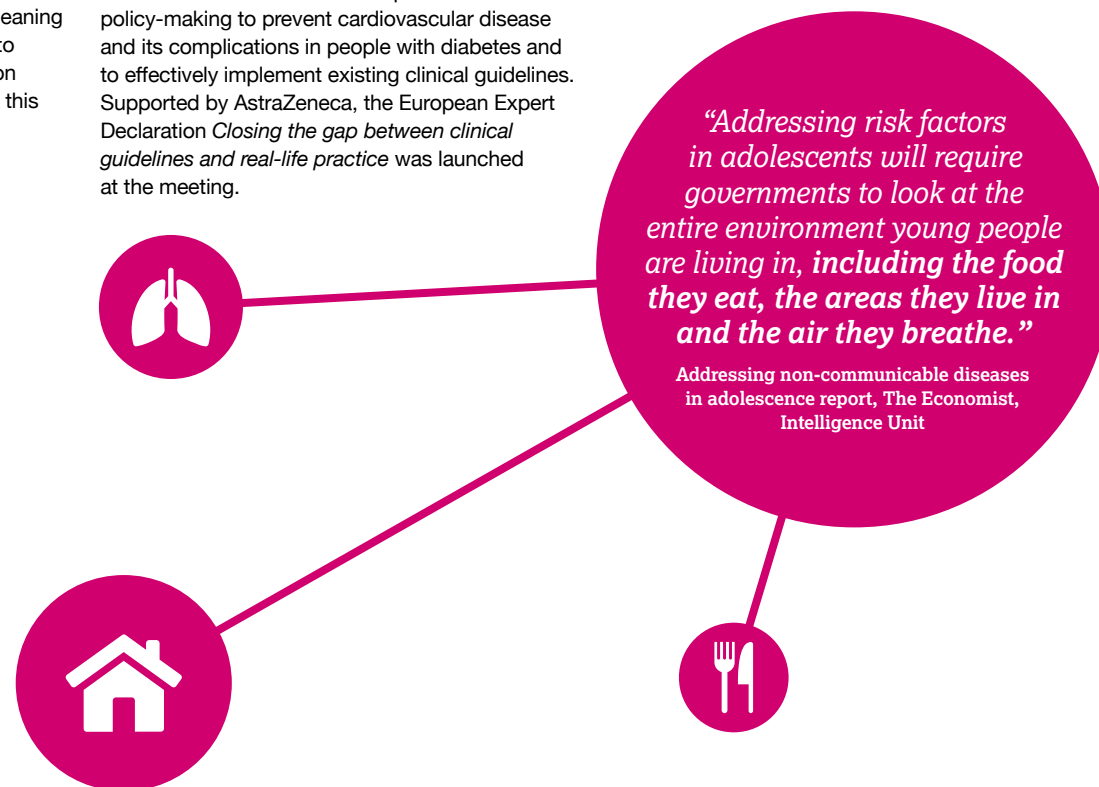 to
on
this
policy-making to prevent cardiovascular disease
and its complications in people with diabetes and
to effectively implement existing clinical guidelines.
Supported by AstraZeneca, the European Expert
Declaration Closing the gap between clinical
guidelines and real-life practice was launched
at the meeting.
“Addressing risk factors
in adolescents will require
governments to look at the
entire environment young people
are living in, including the food
they eat, the areas they live in
and the air they breathe.”
Addressing non-communicable diseases
in adolescence report, The Economist,
Intelligence Unit